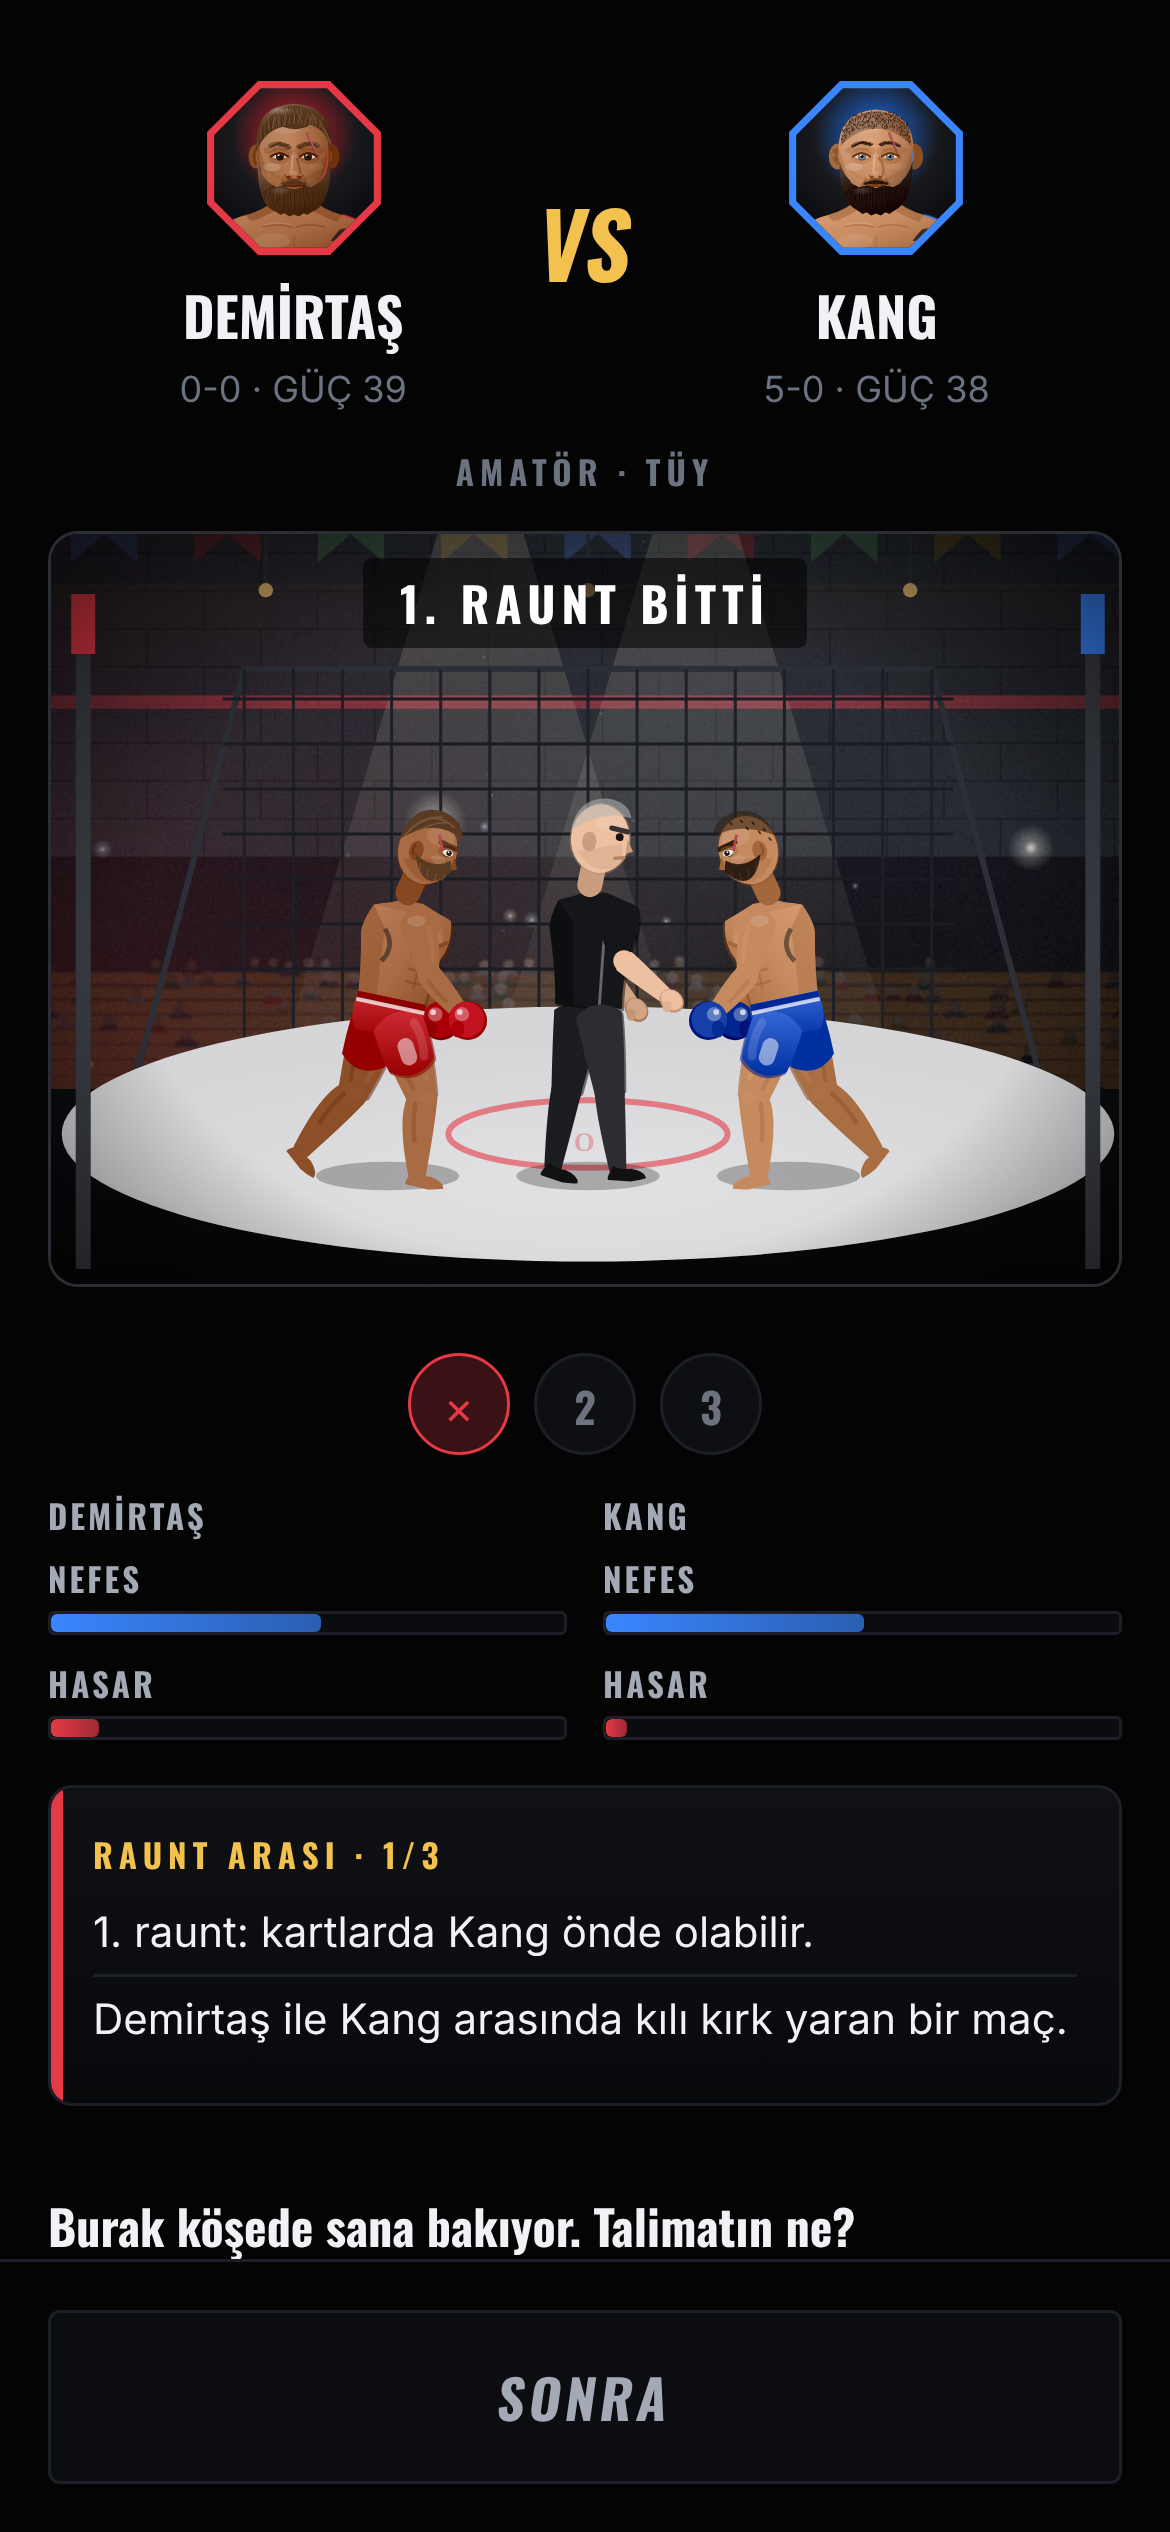 VS
DEMİRTAŞ
KANG
0-0 · GÜÇ 39
5-0 · GÜÇ 38
AMATÖR · TÜY
1. RAUNT BİTTİ
O
× 2 3
DEMİRTAŞ
KANG
NEFES
NEFES
HASAR
HASAR
RAUNT ARASI · 1/3
1. raunt: kartlarda Kang önde olabilir.
Demirtaş ile Kang arasında kılı kırk yaran bir maç.
Burak köşede sana bakıyor. Talimatın ne?
SONRA